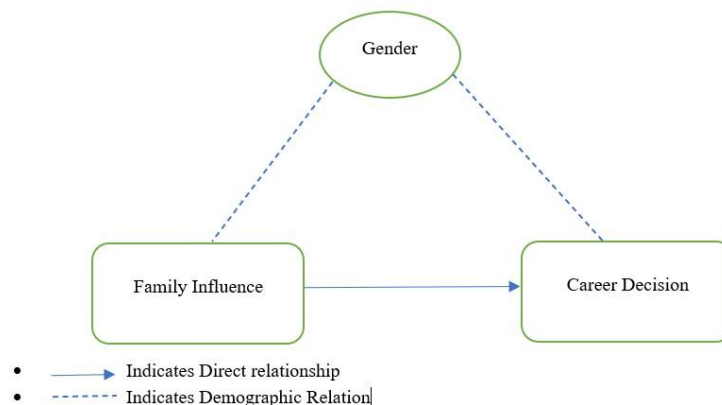 Gender
Family Influence
Career Decision
Indicates Direct relationship
Indicates Demographic Relation